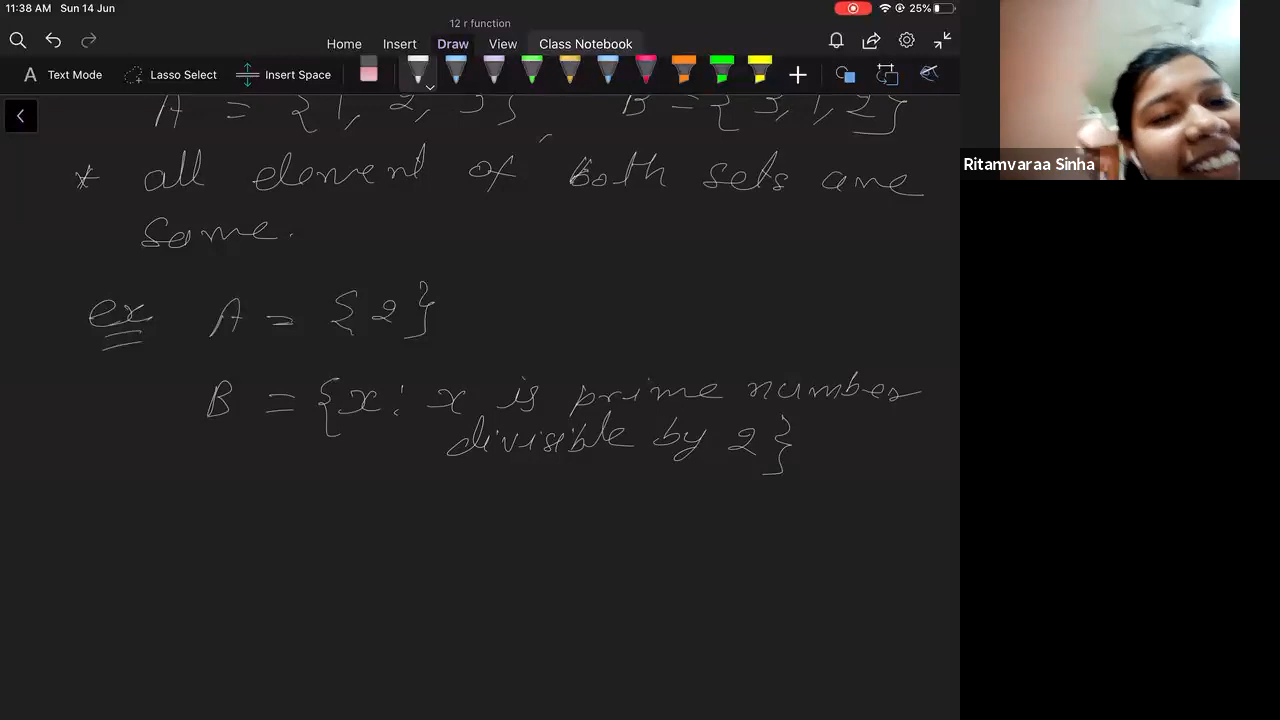 11:38 AM Sun 14 Jun
25%
12 r function
Home Insert Draw View Class Notebook
A Text Mode Lasso Select Insert Space
A = {1, 2, 3} B = {3, 1, 2}
* all element of both sets are
same.
ex A = {2}
B = {x : x is prime number
divisible by 2}
Ritamvaraa Sinha